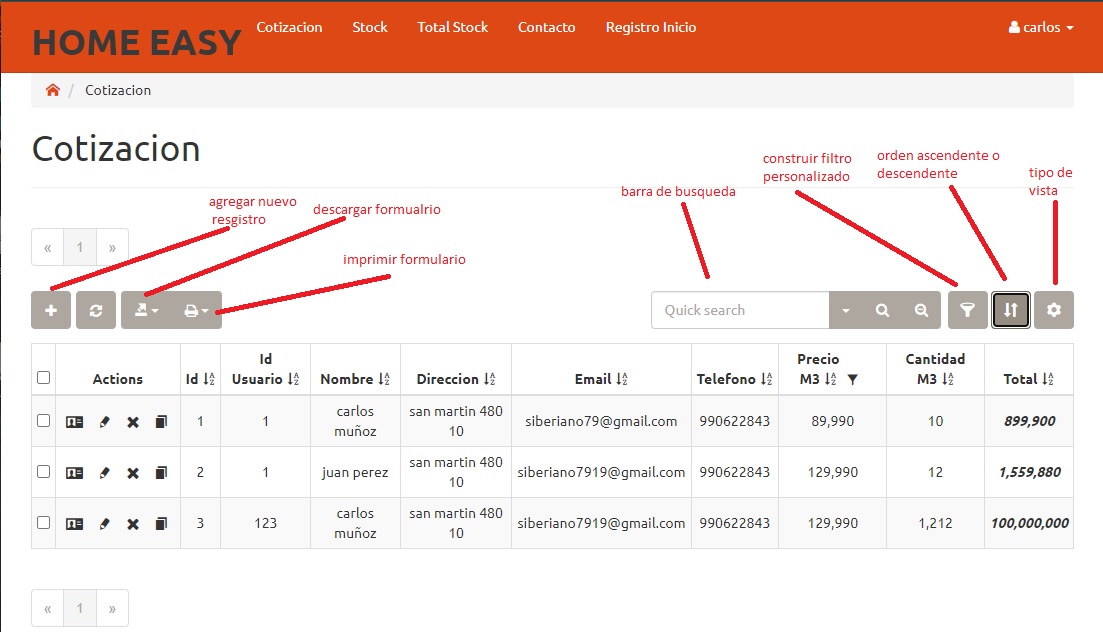 HOME EASY Cotizacion Stock Total Stock Contacto Registro Inicio carlos
/ Cotizacion
Cotizacion
construir filtro
personalizado
orden ascendente o
descendente
tipo de
vista
barra de busqueda
agregar nuevo
resgistro
descargar formualrio
« 1 »
imprimir formulario
Quick search
Actions Id Id Usuario Nombre Direccion Email Telefono Precio M3 Cantidad M3 Total
1 1 carlos muñoz san martin 480 10 siberiano79@gmail.com 990622843 89,990 10 899,900
2 1 juan perez san martin 480 10 siberiano7919@gmail.com 990622843 129,990 12 1,559,880
3 123 carlos muñoz san martin 480 10 siberiano7919@gmail.com 990622843 129,990 1,212 100,000,000
« 1 »